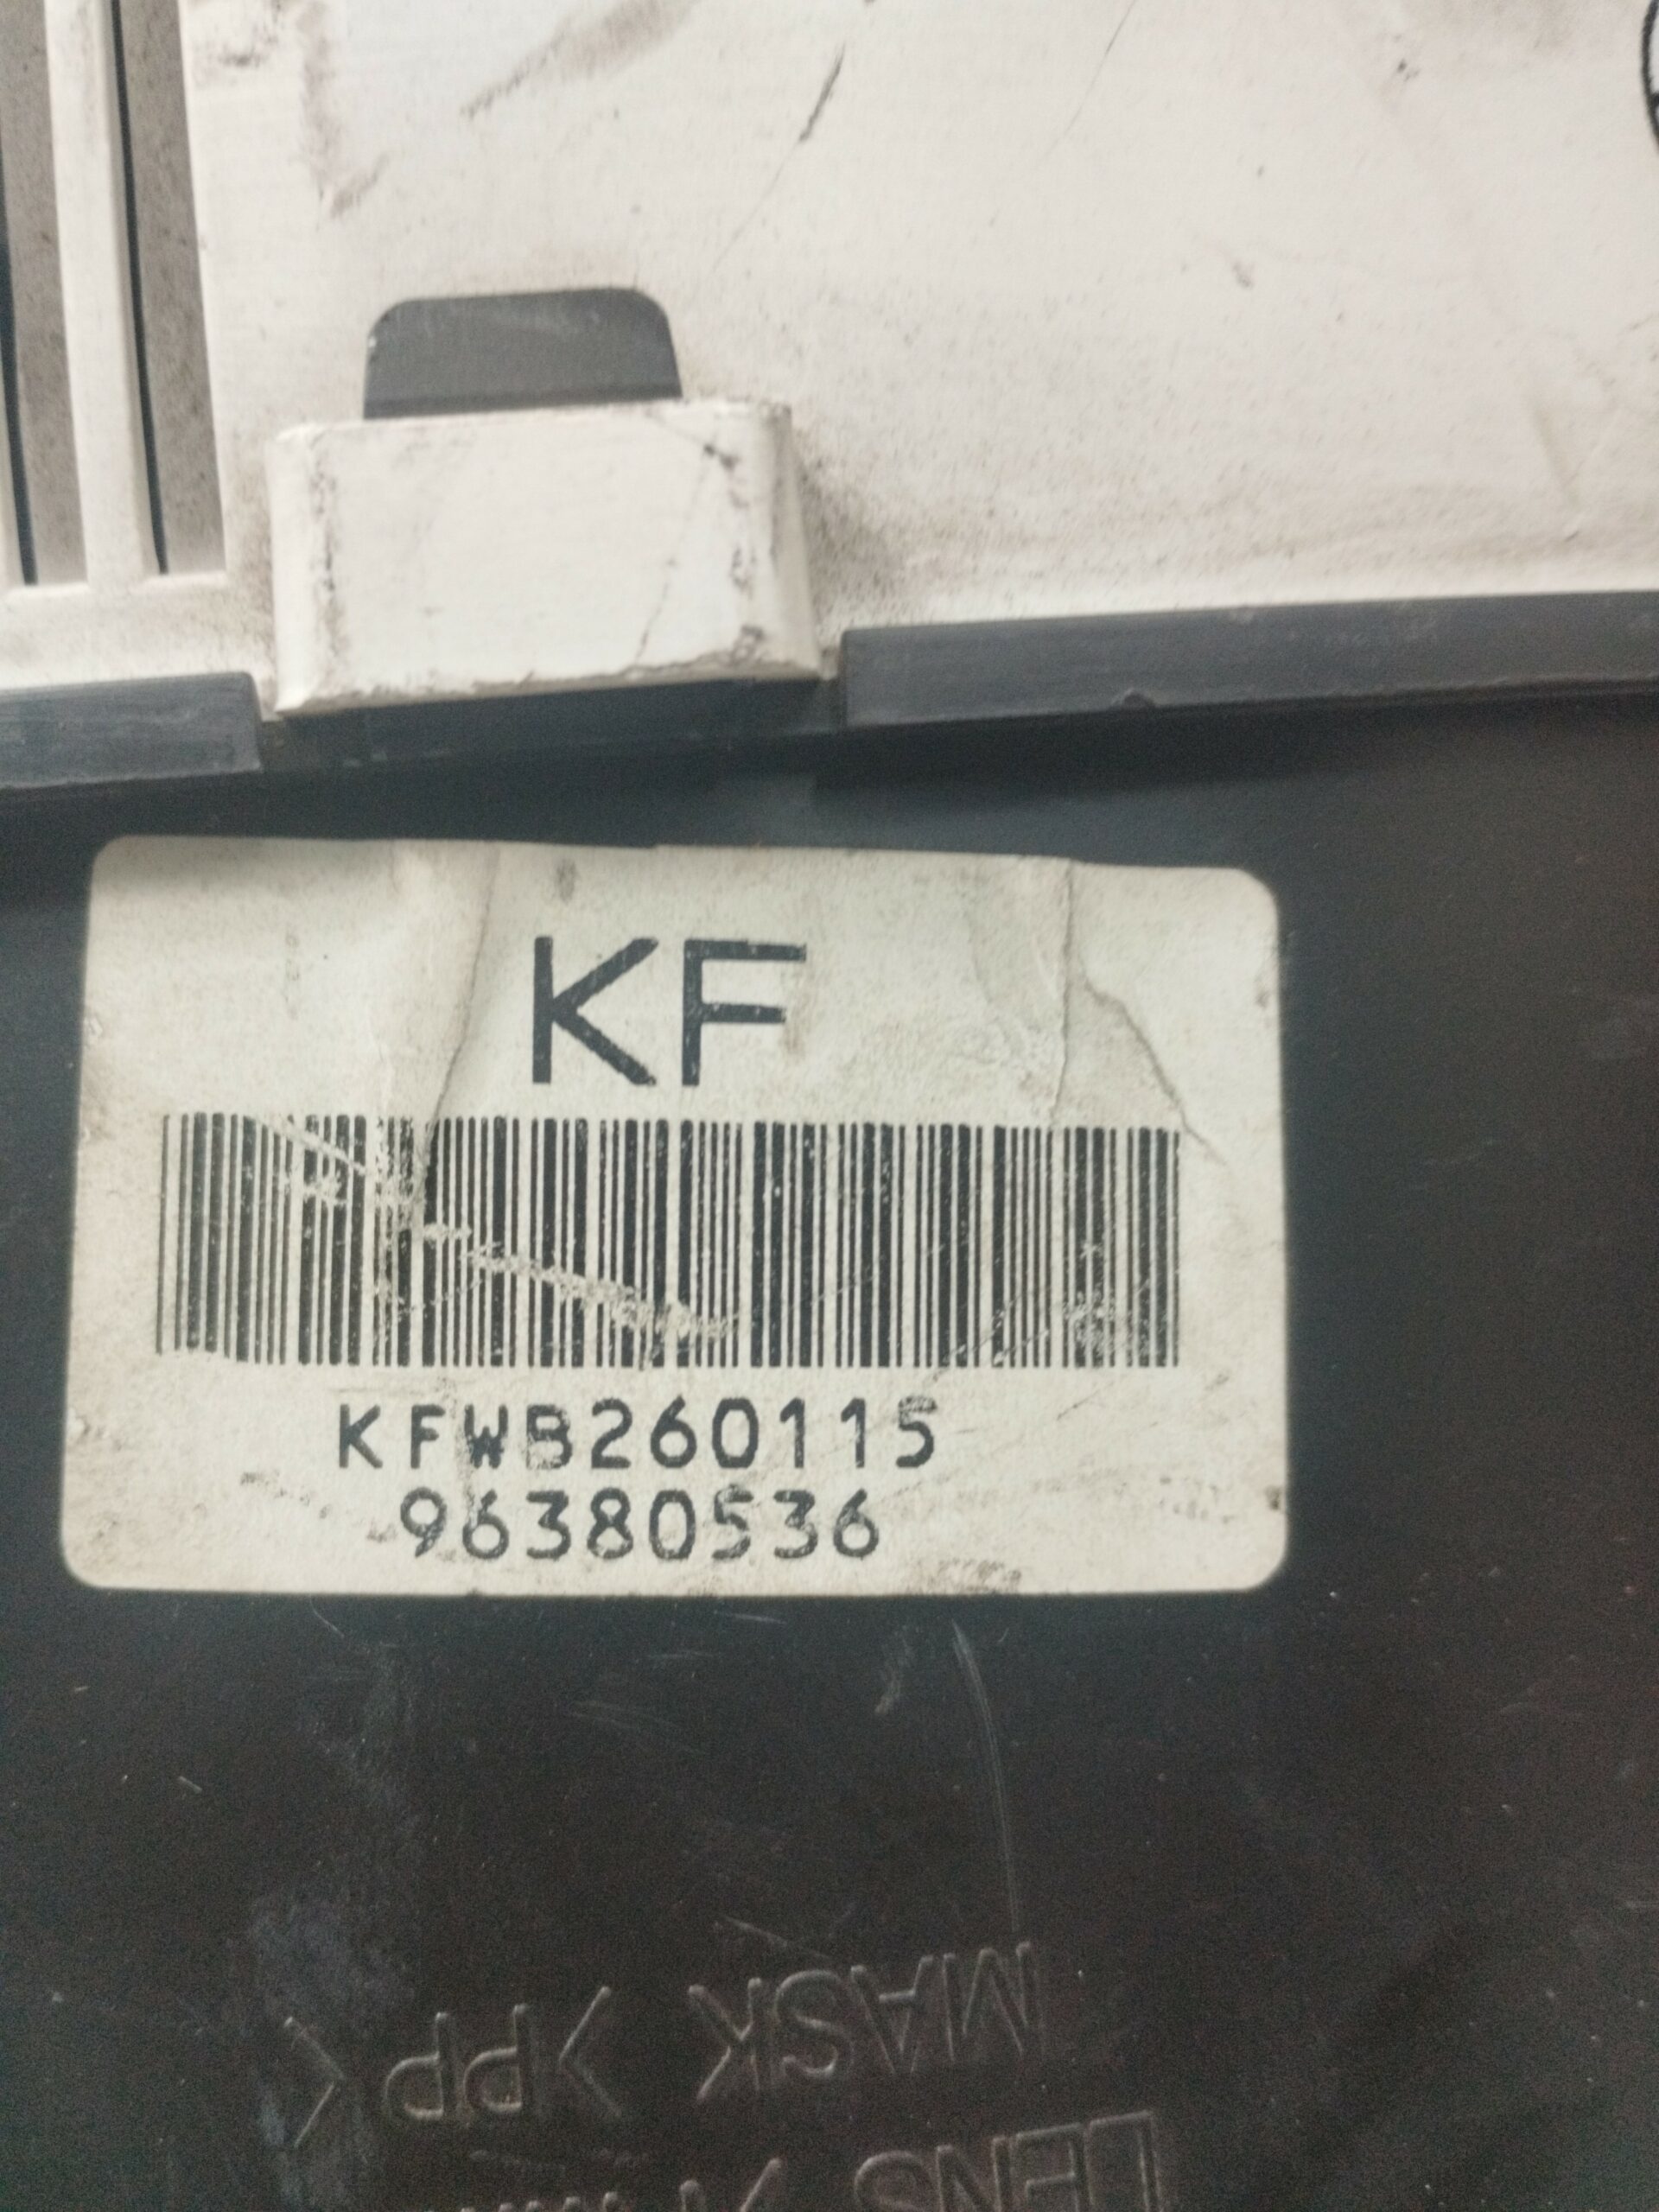 KF
KFWB260115
96380536
MASK >PP<
LENS